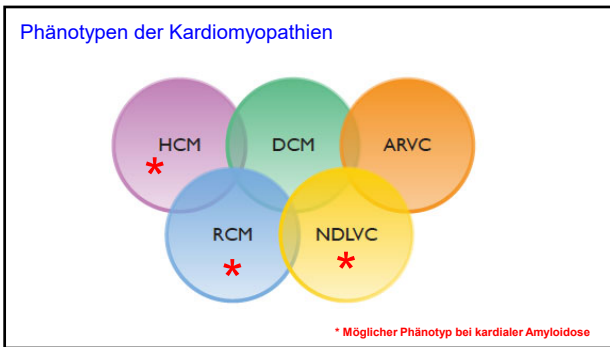 Phänotypen der Kardiomyopathien
HCM DCM ARVC
*
RCM NDLVC
* *
* Möglicher Phänotyp bei kardialer Amyloidose